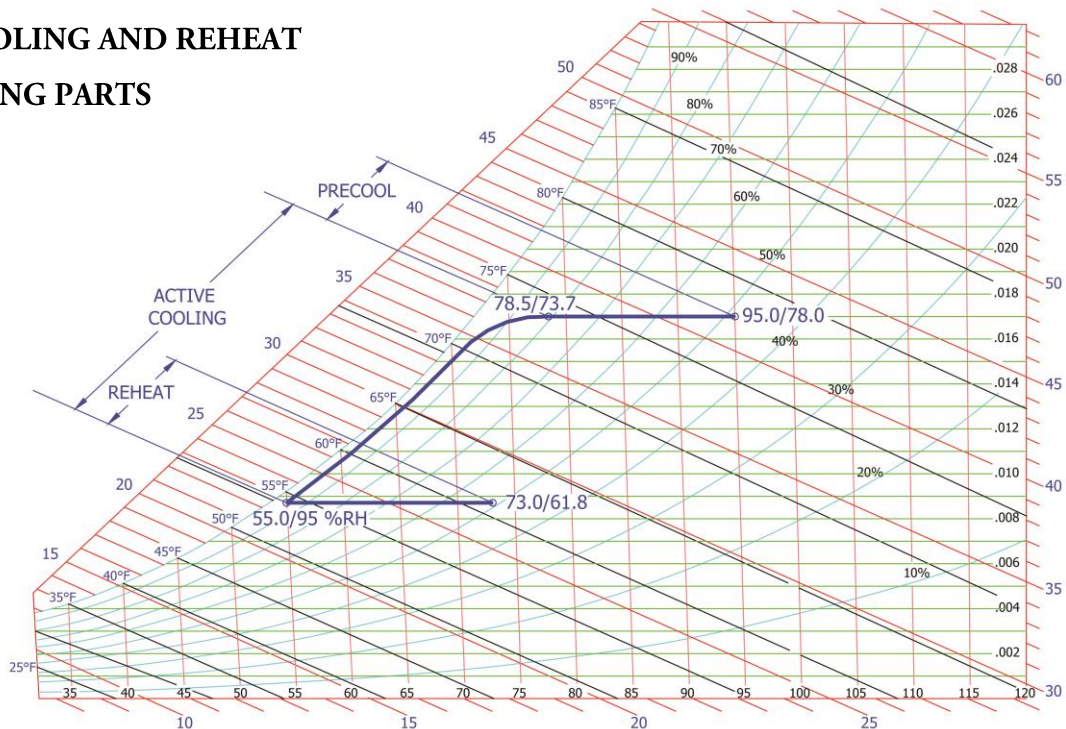 OLING AND REHEAT
NG PARTS
90%
.028
50
60
85°F
80%
.026
45
70%
.024
PRECOOL
80°F
60%
55
40
.022
50%
.020
75°F
35
.018
50
ACTIVE
COOLING
78.5/73.7
95.0/78.0
70°F
40%
.016
30
REHEAT
65°F
30%
.014
45
25
.012
60°F
20%
.010
20
55°F
40
73.0/61.8
55.0/95 %RH
.008
50°F
15
45°F
.006
40°F
10%
35
35°F
.004
25°F
.002
35 40 45 50 55 60 65 70 75 80 85 90 95 100 105 110 115 120
30
10 15 20 25